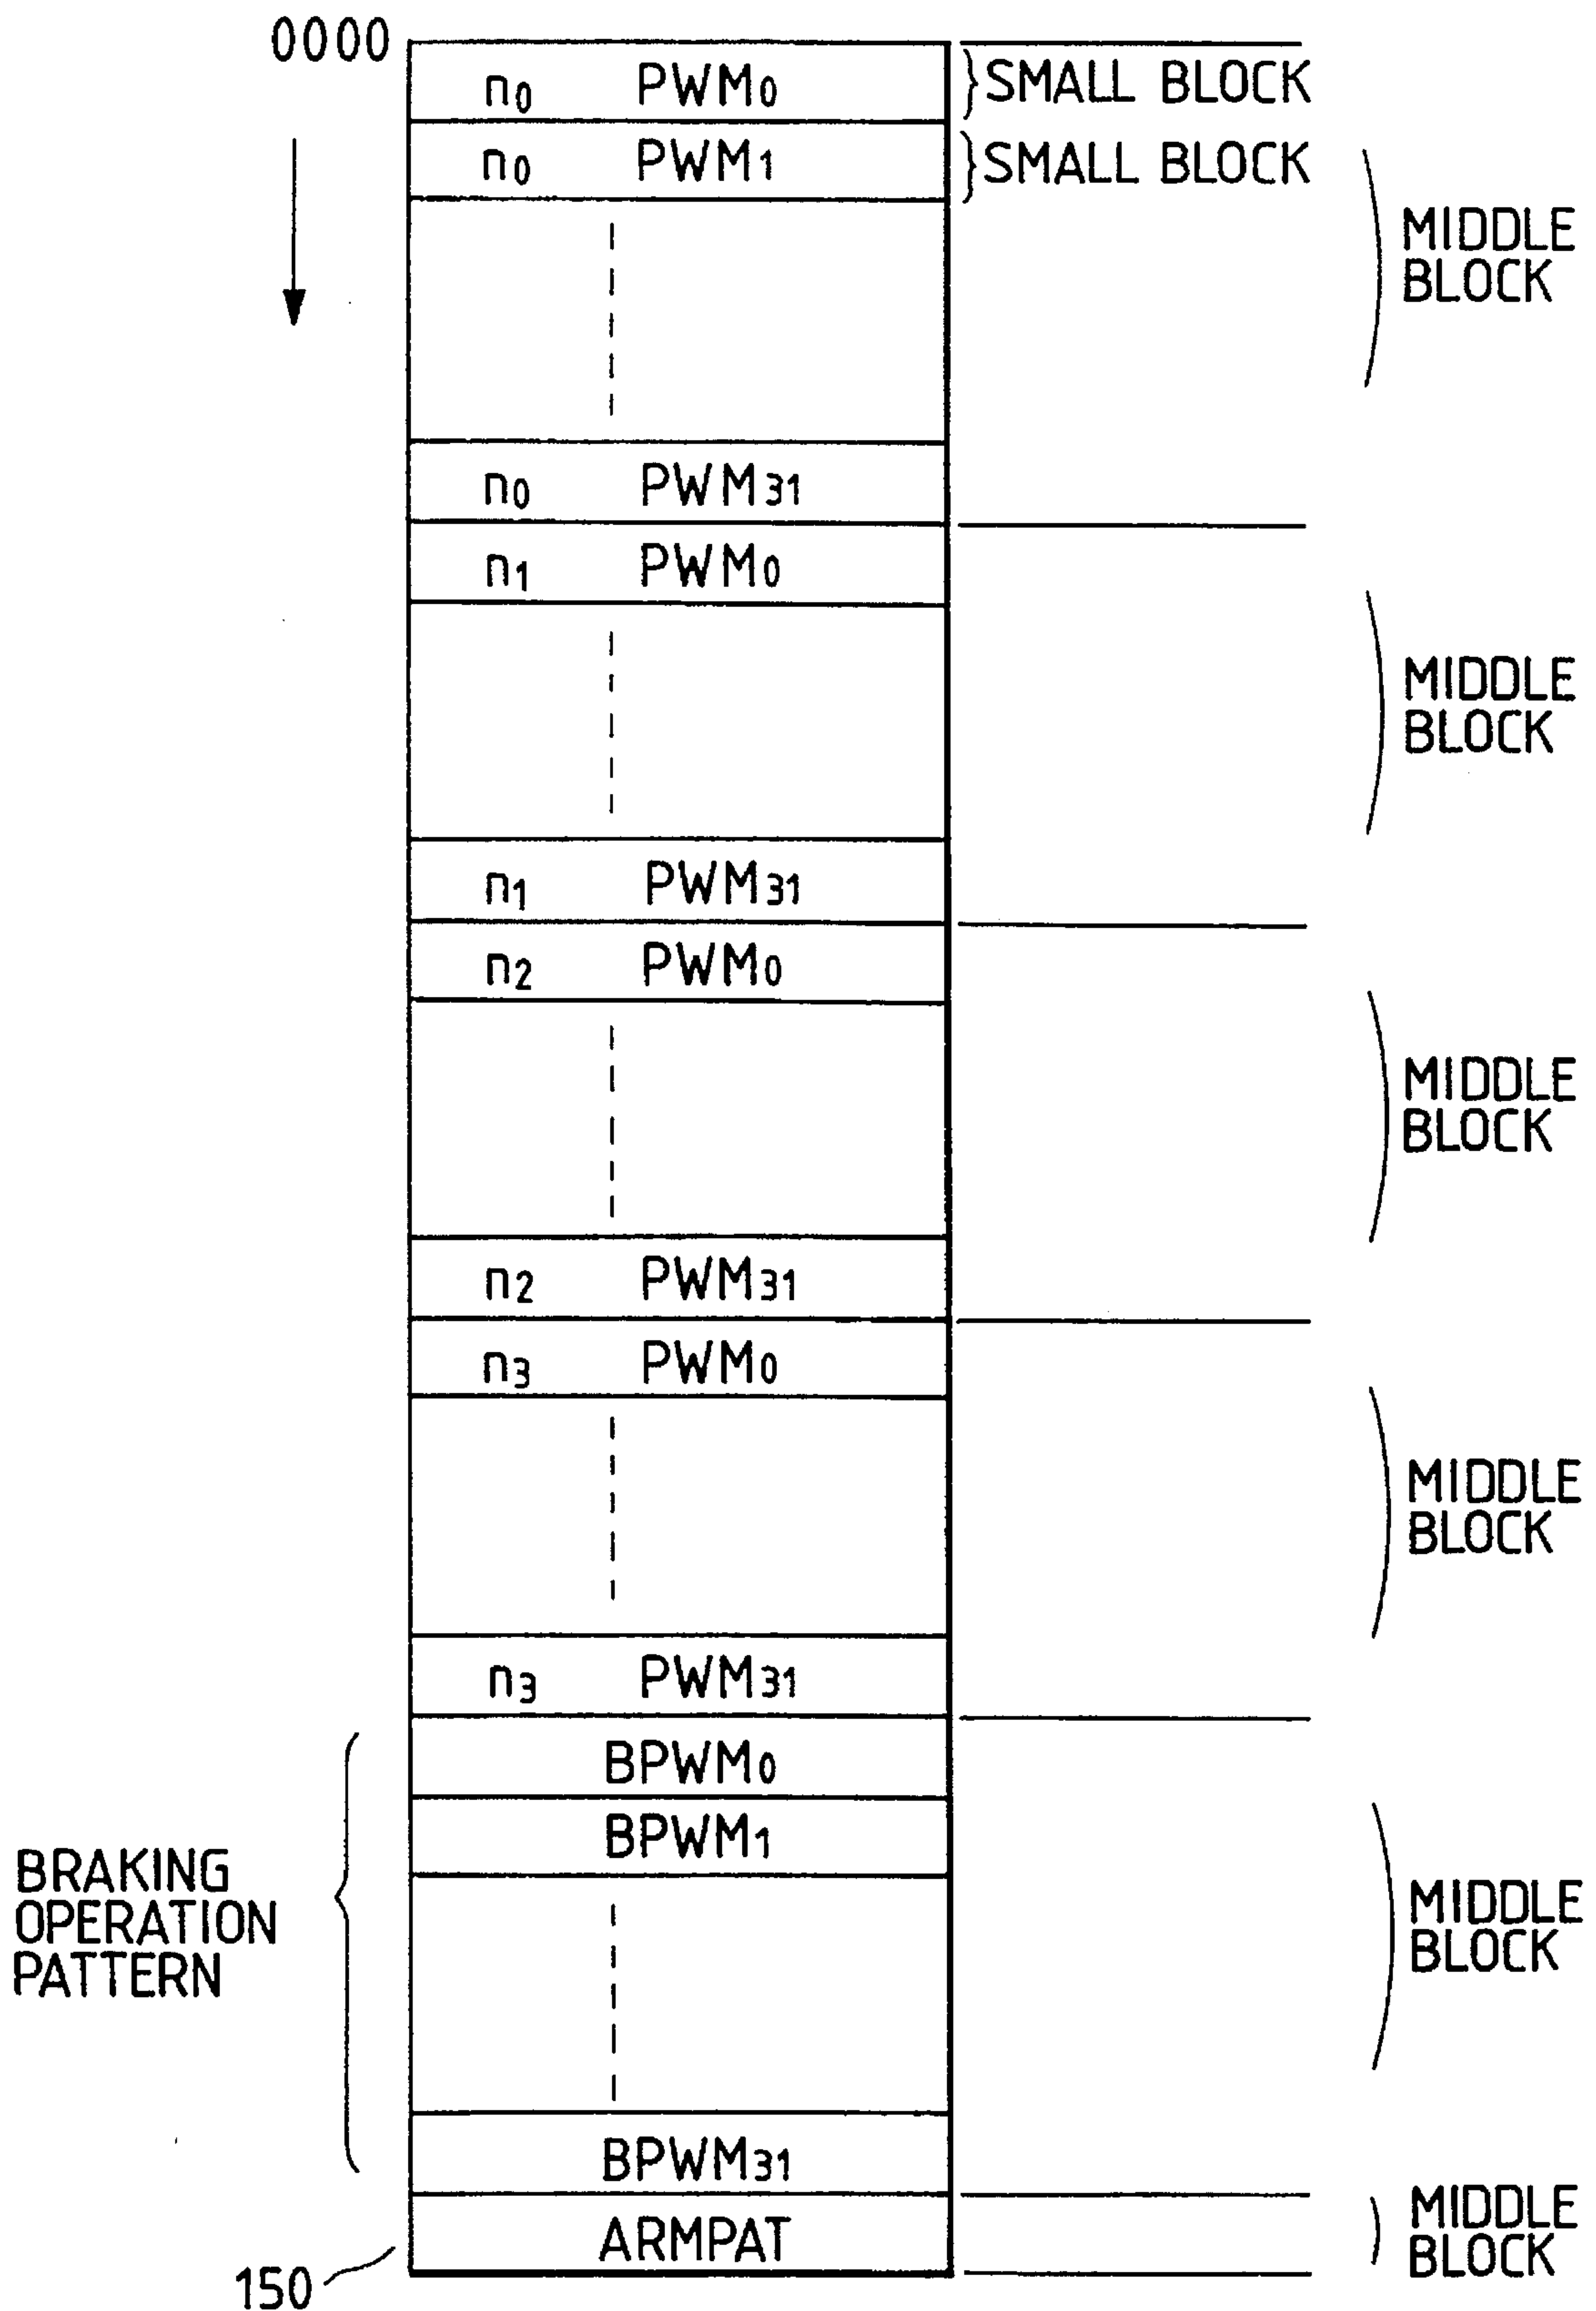 0000
n0 PWM0 SMALL BLOCK
n0 PWM1 SMALL BLOCK
MIDDLE
BLOCK
n0 PWM31
n1 PWM0
MIDDLE
BLOCK
n1 PWM31
n2 PWM0
MIDDLE
BLOCK
n2 PWM31
n3 PWM0
MIDDLE
BLOCK
n3 PWM31
BPWM0
BPWM1
BRAKING
OPERATION
PATTERN
MIDDLE
BLOCK
BPWM31
ARMPAT
MIDDLE
BLOCK
150